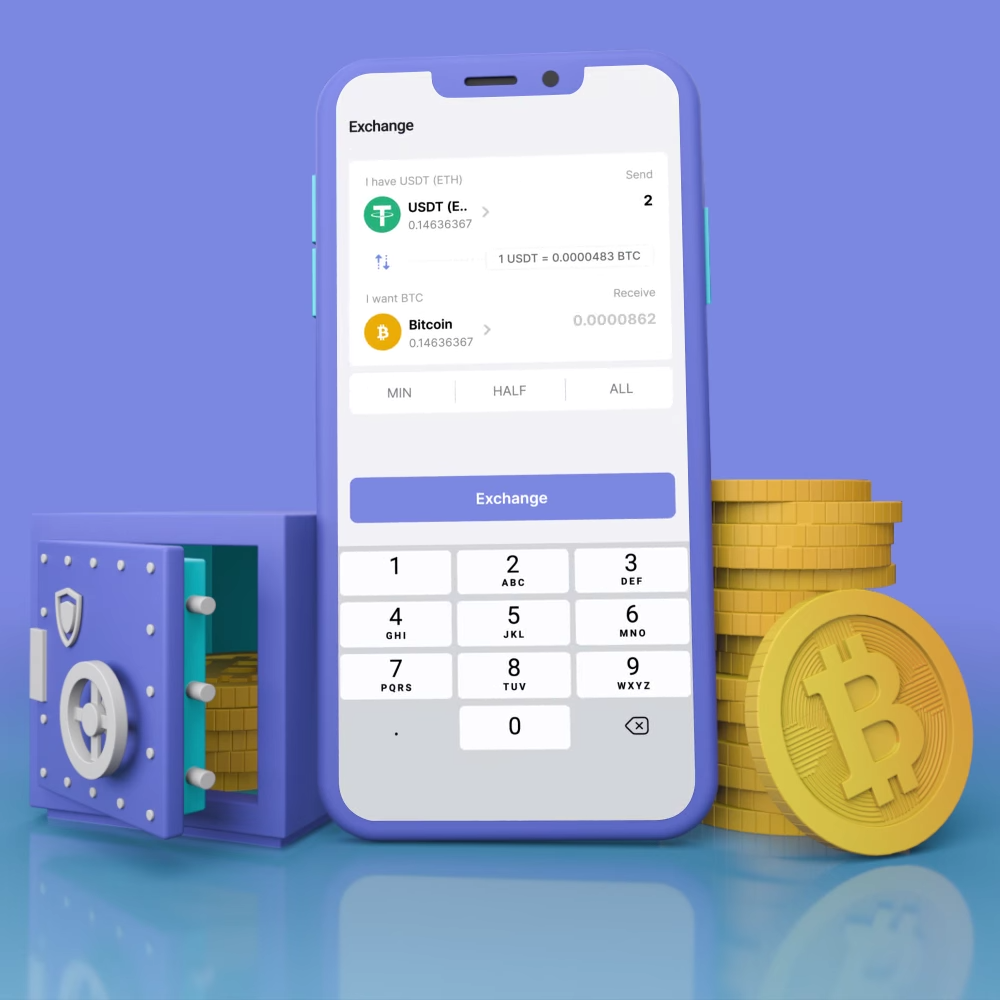 Exchange
I have USDT (ETH)
Send
USDT (E..
2
0.14636367
1 USDT = 0.0000483 BTC
I want BTC
Receive
Bitcoin
0.0000862
0.14636367
MIN HALF ALL
Exchange
1 2 3
ABC DEF
4 5 6
GHI JKL MNO
7 8 9
PQRS TUV WXYZ
. 0